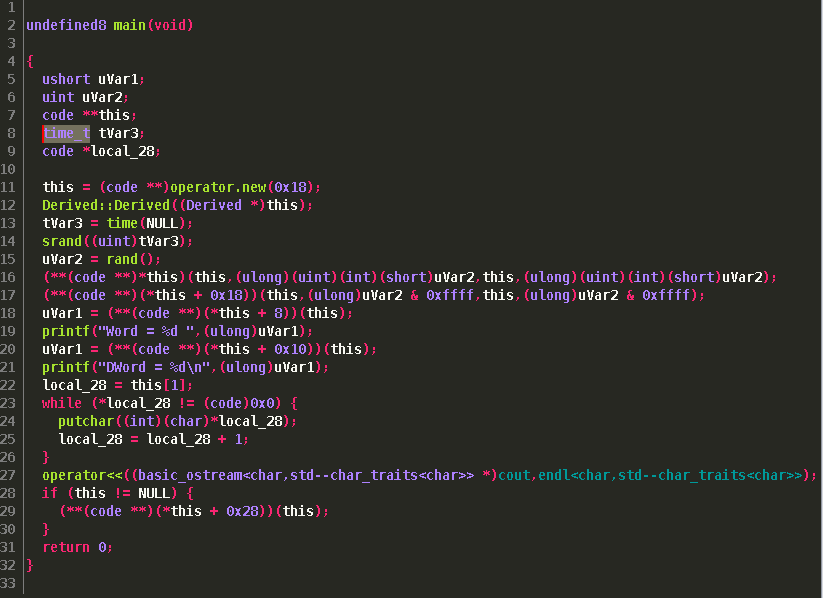 1
2 undefined8 main(void)
3
4 {
5 ushort uVar1;
6 uint uVar2;
7 code **this;
8 time_t tVar3;
9 code *local_28;
10
11 this = (code **)operator.new(0x18);
12 Derived::Derived((Derived *)this);
13 tVar3 = time(NULL);
14 srand((uint)tVar3);
15 uVar2 = rand();
16 (**(code **)*this)(this,(ulong)(uint)(int)(short)uVar2,this,(ulong)(uint)(int)(short)uVar2);
17 (**(code **)(*this + 0x18))(this,(ulong)uVar2 & 0xffff,this,(ulong)uVar2 & 0xffff);
18 uVar1 = (**(code **)(*this + 8))(this);
19 printf("Word = %d ",(ulong)uVar1);
20 uVar1 = (**(code **)(*this + 0x10))(this);
21 printf("DWord = %d\n",(ulong)uVar1);
22 local_28 = this[1];
23 while (*local_28 != (code)0x0) {
24 putchar((int)(char)*local_28);
25 local_28 = local_28 + 1;
26 }
27 operator<<((basic_ostream<char,std--char_traits<char>> *)cout,endl<char,std--char_traits<char>>);
28 if (this != NULL) {
29 (**(code **)(*this + 0x28))(this);
30 }
31 return 0;
32 }
33